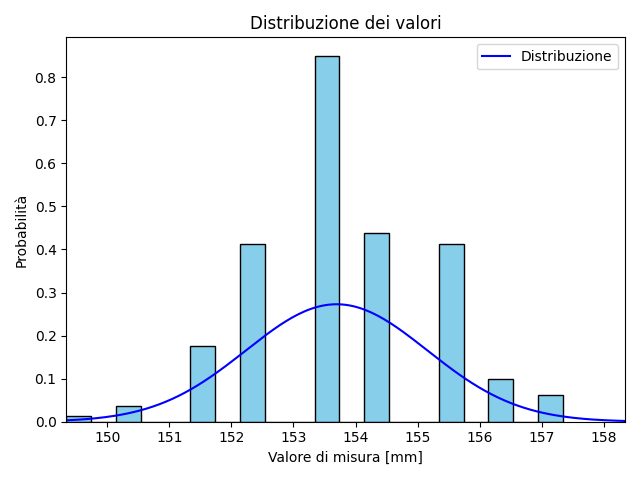 Distribuzione dei valori
Distribuzione
Probabilità
0.8
0.7
0.6
0.5
0.4
0.3
0.2
0.1
0.0
150 151 152 153 154 155 156 157 158
Valore di misura [mm]